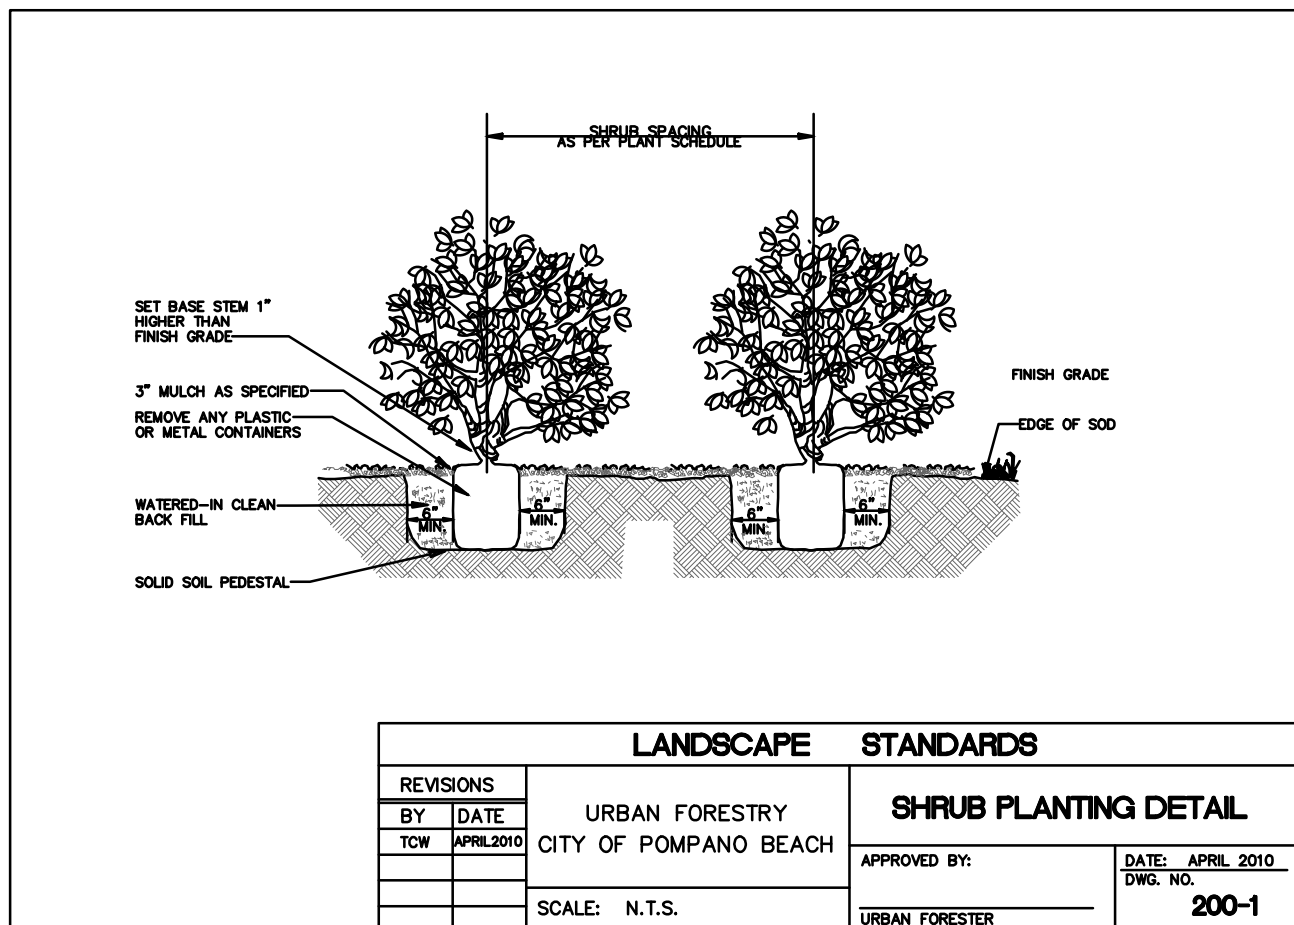 SHRUB SPACING
AS PER PLANT SCHEDULE
SET BASE STEM 1"
HIGHER THAN
FINISH GRADE
3" MULCH AS SPECIFIED
REMOVE ANY PLASTIC
OR METAL CONTAINERS
WATERED-IN CLEAN
BACK FILL
SOLID SOIL PEDESTAL
6"
MIN.
6"
MIN.
6"
MIN.
6"
MIN.
FINISH GRADE
EDGE OF SOD
LANDSCAPE STANDARDS
REVISIONS
BY DATE
TCW APRIL2010
URBAN FORESTRY
CITY OF POMPANO BEACH
SCALE: N.T.S.
SHRUB PLANTING DETAIL
APPROVED BY:
URBAN FORESTER
DATE: APRIL 2010
DWG. NO.
200-1